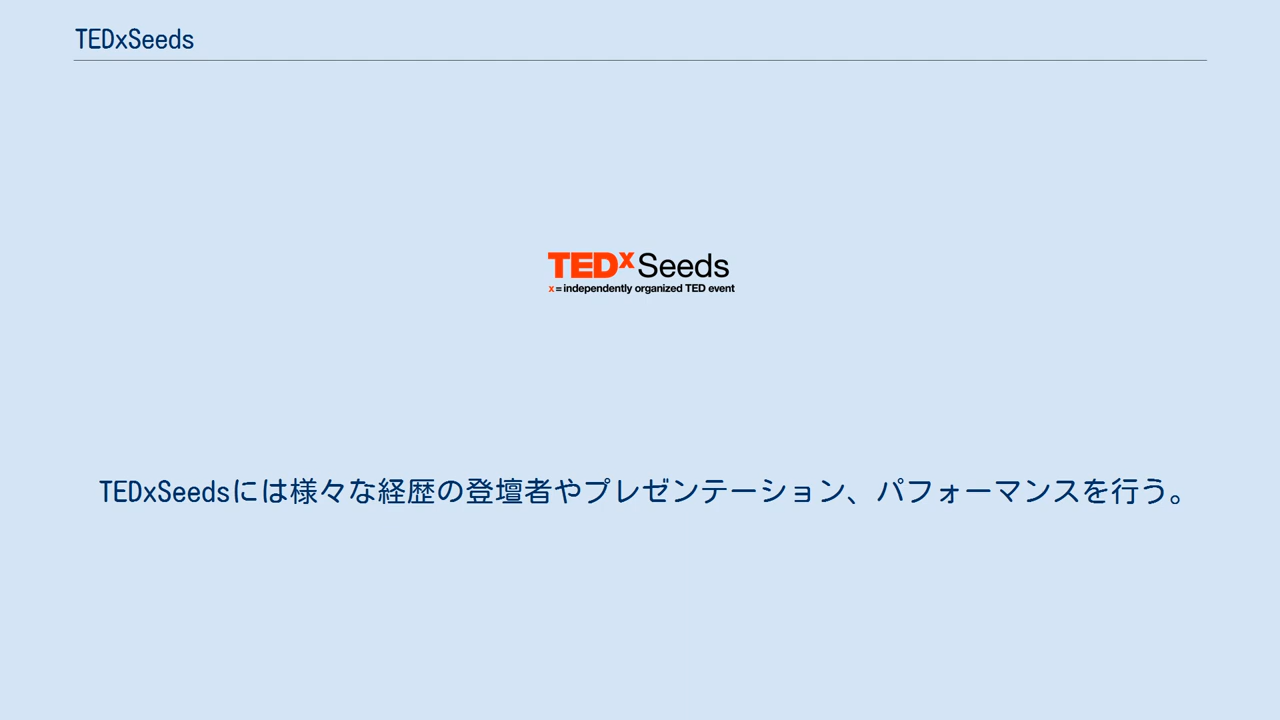 TEDxSeeds
TEDxSeeds
x = independently organized TED event
TEDxSeedsには様々な経歴の登壇者やプレゼンテーション、パフォーマンスを行う。